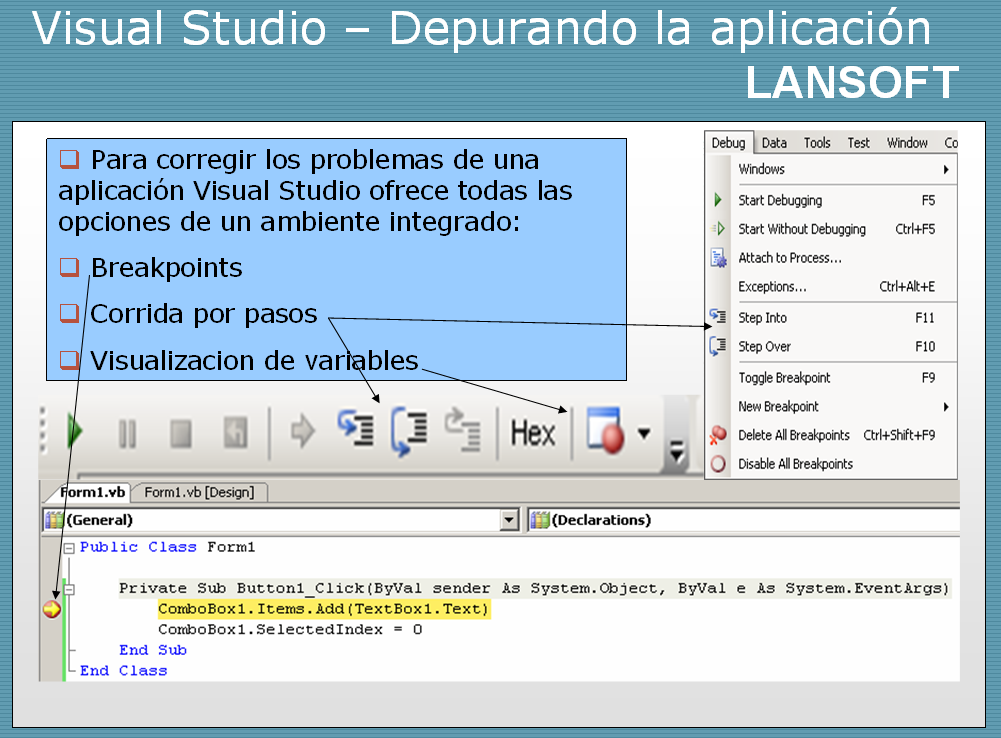 Visual Studio – Depurando la aplicación
LANSOFT
Para corregir los problemas de una
aplicación Visual Studio ofrece todas las
opciones de un ambiente integrado:
Breakpoints
Corrida por pasos
Visualizacion de variables
Debug Data Tools Test Window Co
Windows
Start Debugging F5
Start Without Debugging Ctrl+F5
Attach to Process...
Exceptions... Ctrl+Alt+E
Step Into F11
Step Over F10
Toggle Breakpoint F9
New Breakpoint
Delete All Breakpoints Ctrl+Shift+F9
Disable All Breakpoints
Hex
Form1.vb Form1.vb [Design]
(General) (Declarations)
Public Class Form1
Private Sub Button1_Click(ByVal sender As System.Object, ByVal e As System.EventArgs)
ComboBox1.Items.Add(TextBox1.Text)
ComboBox1.SelectedIndex = 0
End Sub
End Class